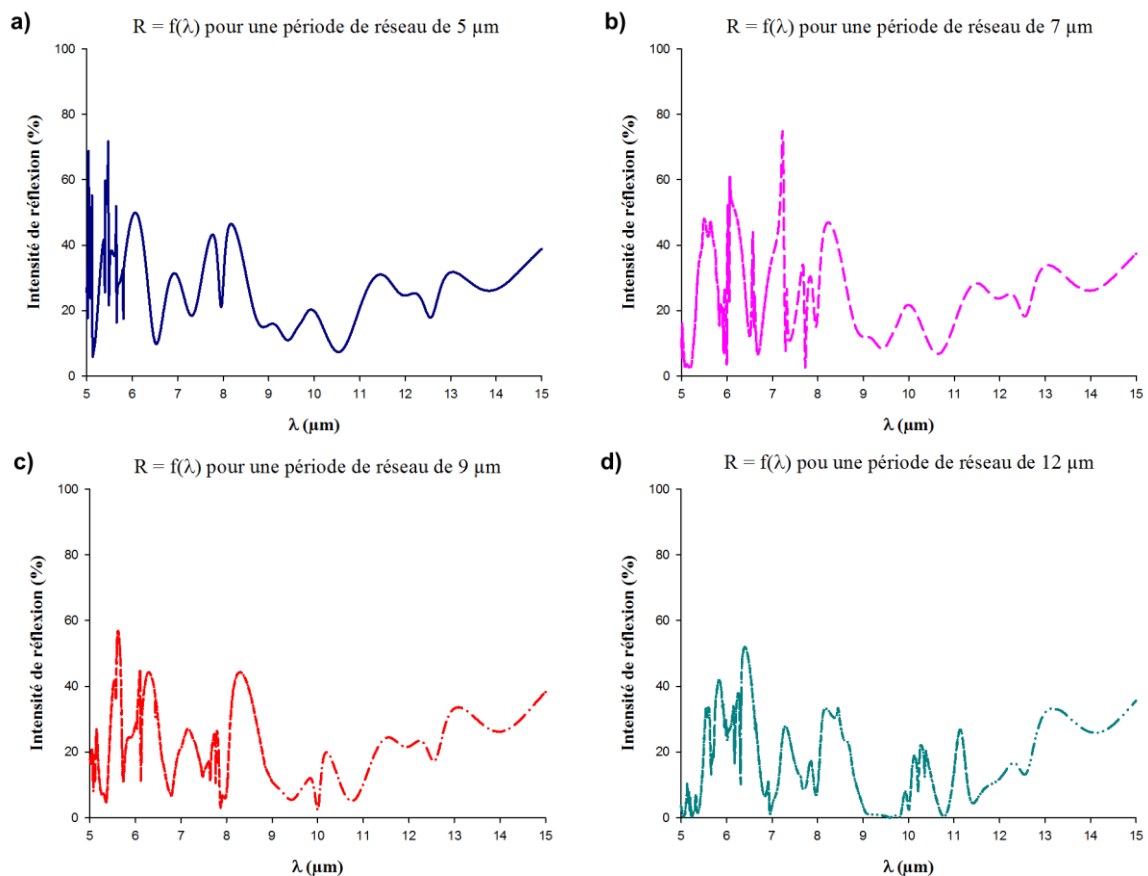 a)
R = f(λ) pour une période de réseau de 5 µm
Intensité de réflexion (%)
100
80
60
40
20
0
5 6 7 8 9 10 11 12 13 14 15
λ (µm)
b)
R = f(λ) pour une période de réseau de 7 µm
Intensité de réflexion (%)
100
80
60
40
20
0
5 6 7 8 9 10 11 12 13 14 15
λ (µm)
c)
R = f(λ) pour une période de réseau de 9 µm
Intensité de réflexion (%)
100
80
60
40
20
0
5 6 7 8 9 10 11 12 13 14 15
λ (µm)
d)
R = f(λ) pou une période de réseau de 12 µm
Intensité de réflexion (%)
100
80
60
40
20
0
5 6 7 8 9 10 11 12 13 14 15
λ (µm)